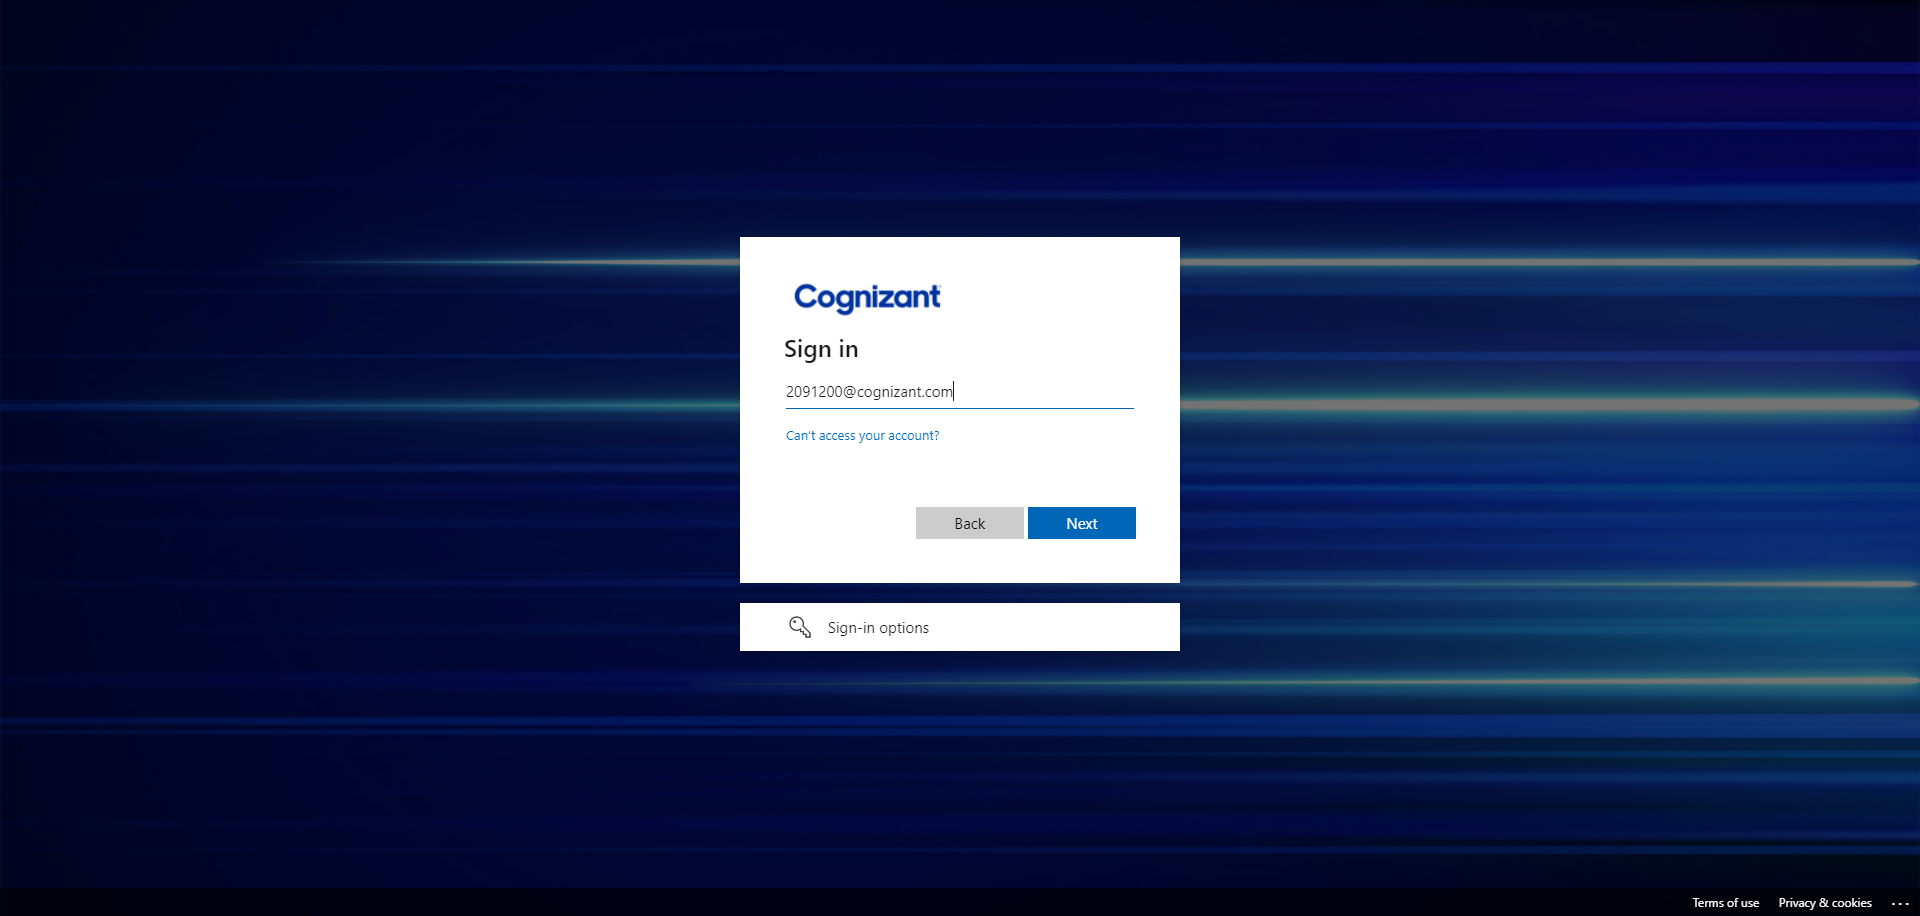 Cognizant
Sign in
2091200@cognizant.com
Can't access your account?
Back
Next
Sign-in options
Terms of use
Privacy & cookies
...